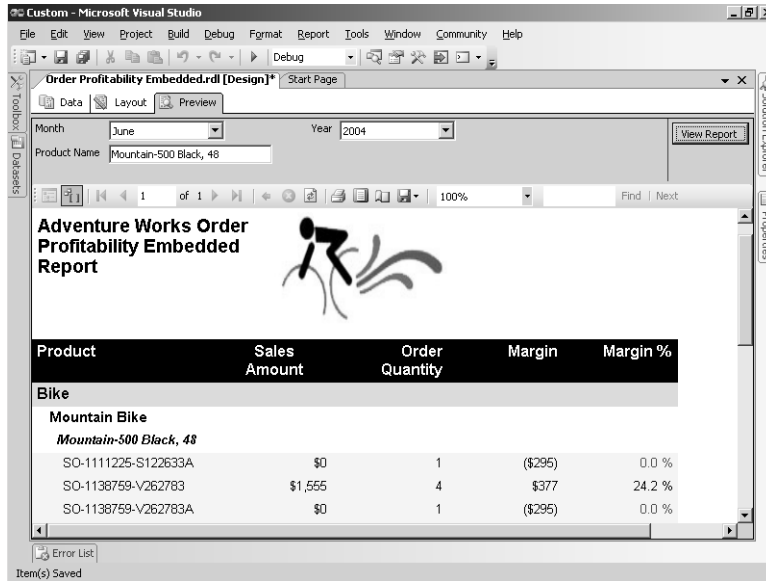 Custom - Microsoft Visual Studio
File Edit View Project Build Debug Format Report Tools Window Community Help
Debug
Order Profitability Embedded.rdl [Design]* Start Page
Data Layout Preview
Toolbox
Datasets
Solution Explorer
Properties
Month June Year 2004 View Report
Product Name Mountain-500 Black, 48
1 of 1 100% Find | Next
Adventure Works Order
Profitability Embedded
Report
Product Sales Amount Order Quantity Margin Margin %
Bike
Mountain Bike
Mountain-500 Black, 48
SO-1111225-S122633A $0 1 ($295) 0.0 %
SO-1138759-V262783 $1,555 4 $377 24.2 %
SO-1138759-V262783A $0 1 ($295) 0.0 %
Error List
Item(s) Saved